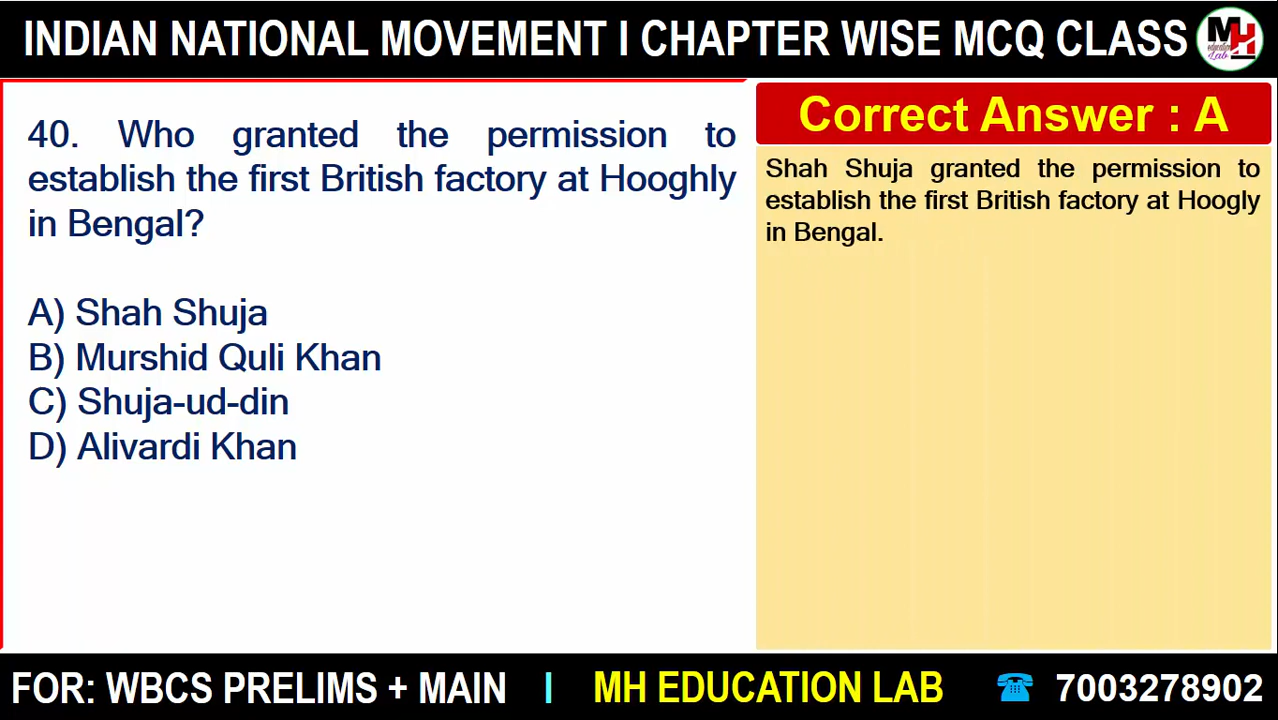 INDIAN NATIONAL MOVEMENT I CHAPTER WISE MCQ CLASS
MH
education
Lab
40. Who granted the permission to
establish the first British factory at Hooghly
in Bengal?
A) Shah Shuja
B) Murshid Quli Khan
C) Shuja-ud-din
D) Alivardi Khan
Correct Answer : A
Shah Shuja granted the permission to
establish the first British factory at Hoogly
in Bengal.
FOR: WBCS PRELIMS + MAIN I MH EDUCATION LAB ☎ 7003278902